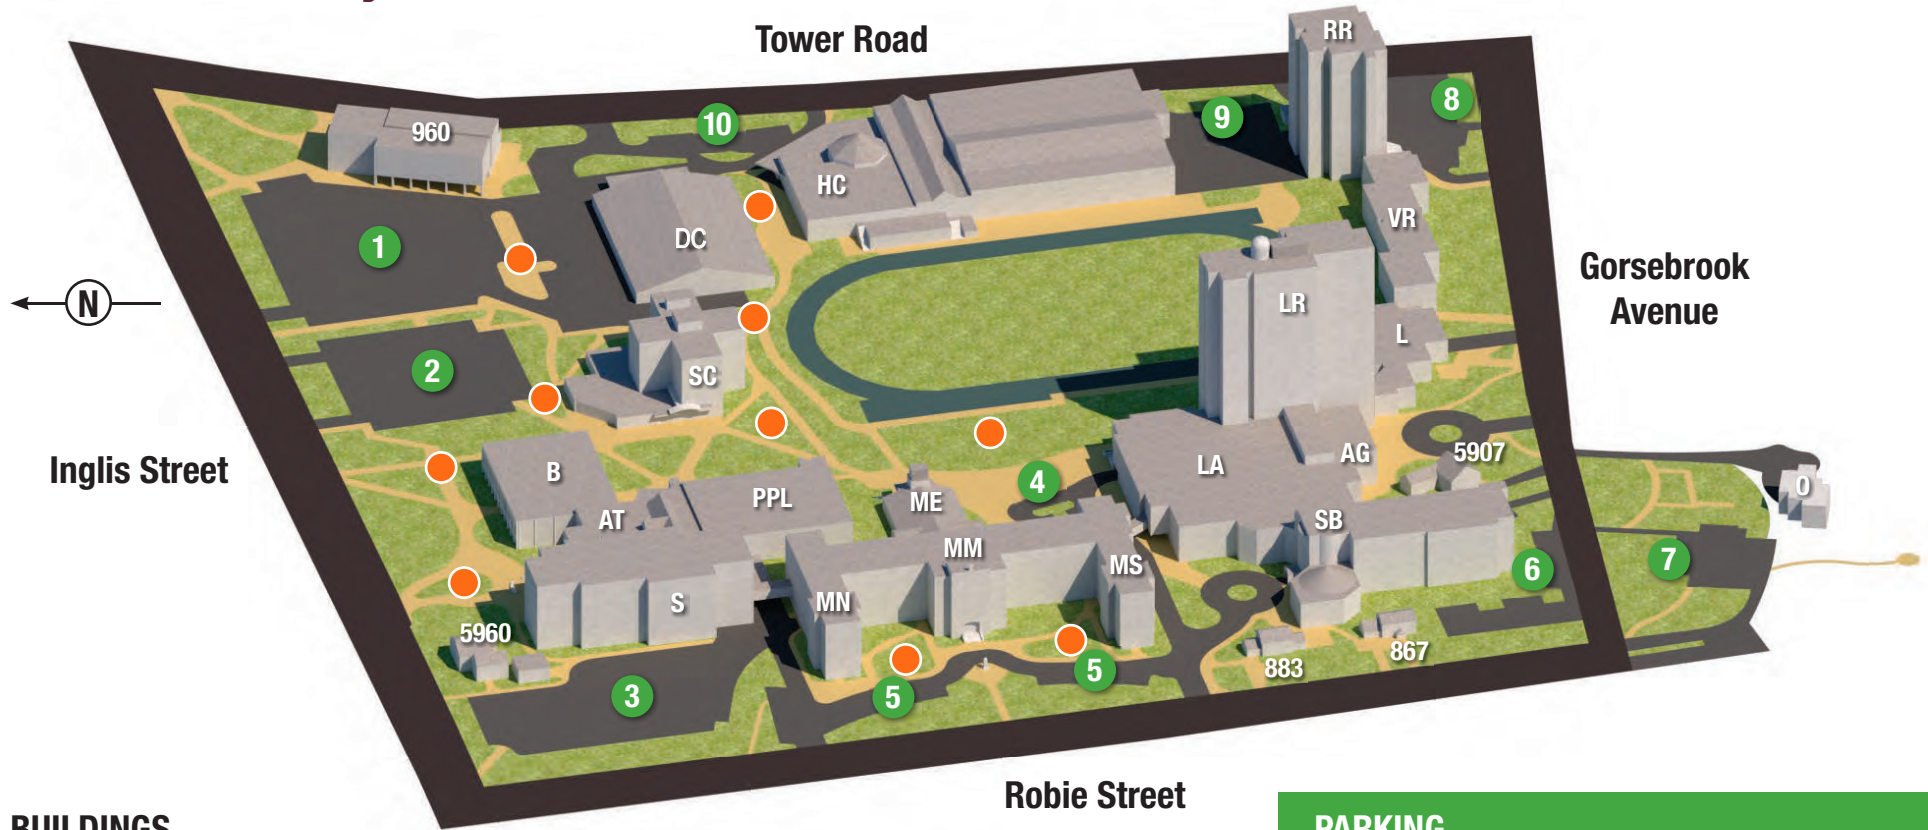 Tower Road
RR
8
10
9
960
HC
VR
DC
1
Gorsebrook
Avenue
N
LR
L
2
SC
Inglis Street
B
LA
AG
5907
4
PPL
ME
O
AT
SB
MM
MS
6
7
S
MN
5960
883
867
3
5
5
Robie Street
BUILDINGS
PARKING